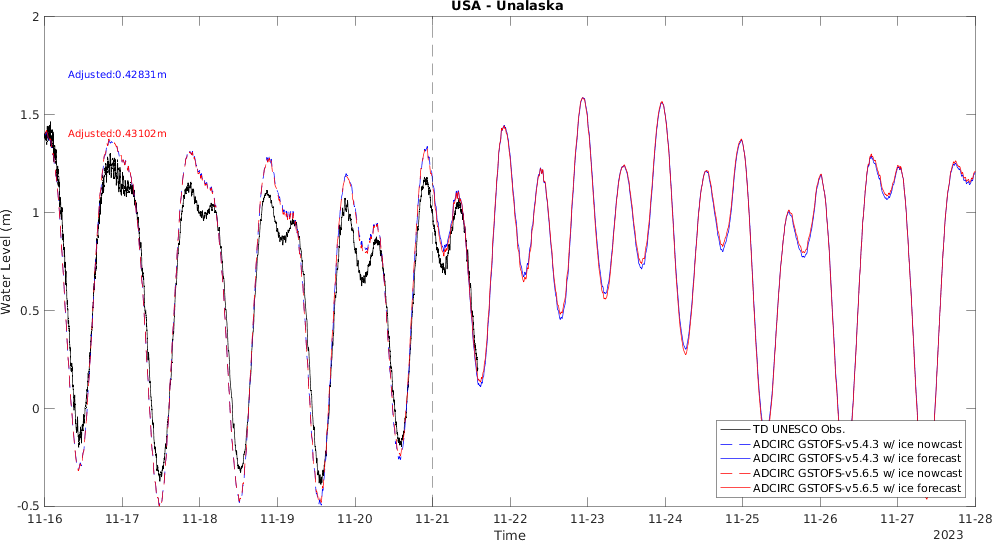 USA - Unalaska
2
1.5
1
0.5
0
-0.5
Water Level (m)
Adjusted:0.42831m
Adjusted:0.43102m
TD UNESCO Obs.
ADCIRC GSTOFS-v5.4.3 w/ ice nowcast
ADCIRC GSTOFS-v5.4.3 w/ ice forecast
ADCIRC GSTOFS-v5.6.5 w/ ice nowcast
ADCIRC GSTOFS-v5.6.5 w/ ice forecast
11-16 11-17 11-18 11-19 11-20 11-21 11-22 11-23 11-24 11-25 11-26 11-27 11-28
Time
2023